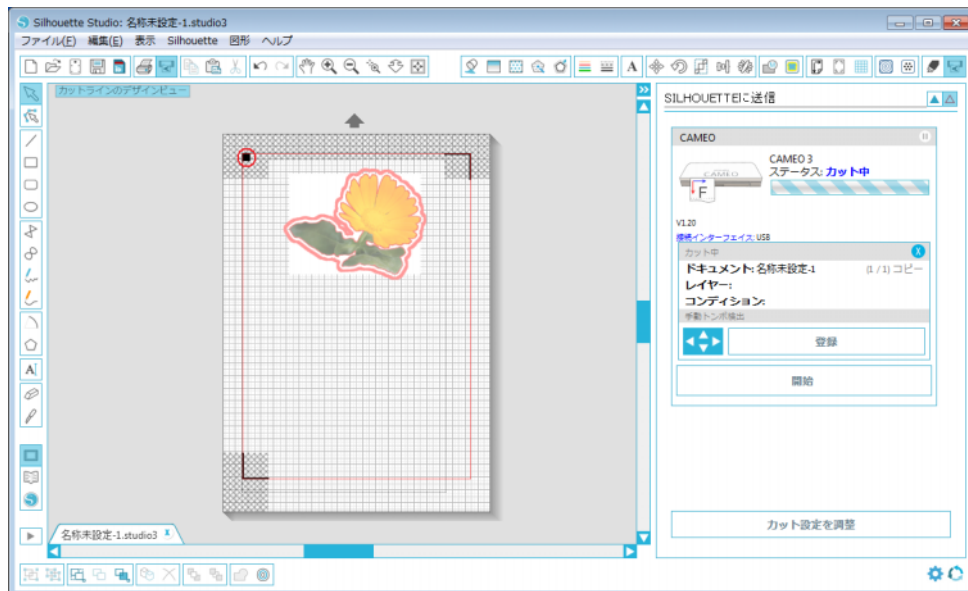 Silhouette Studio: 名称未設定-1.studio3
ファイル(F) 編集(E) 表示 Silhouette 図形 ヘルプ
カットラインのデザインビュー
SILHOUETTEに送信
CAMEO
CAMEO 3
ステータス: カット中
CAMEO
F
V1.20
接続インターフェイス: USB
カット中
X
ドキュメント: 名称未設定-1 (1 / 1) コピー
レイヤー:
コンディション:
手動トンボ検出
登録
開始
カット設定を調整
名称未設定-1.studio3 x